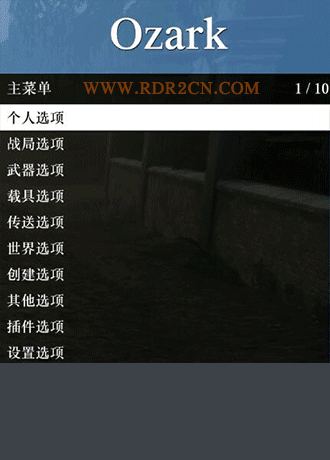 Ozark
主菜单 WWW.RDR2CN.COM 1 / 10
个人选项
战局选项
武器选项
载具选项
传送选项
世界选项
创建选项
其他选项
插件选项
设置选项